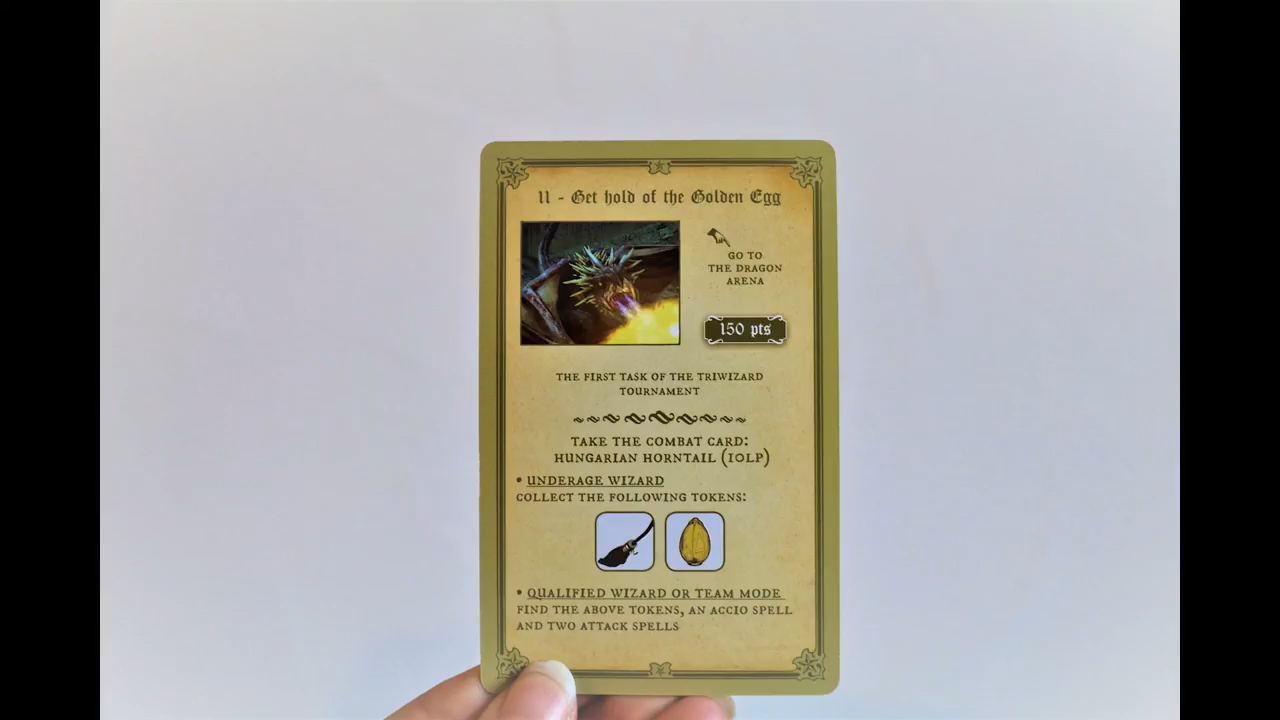 11 - Get hold of the Golden Egg
GO TO
THE DRAGON
ARENA
150 pts
THE FIRST TASK OF THE TRIWIZARD
TOURNAMENT
TAKE THE COMBAT CARD:
HUNGARIAN HORNTAIL (10LP)
• UNDERAGE WIZARD
COLLECT THE FOLLOWING TOKENS:
• QUALIFIED WIZARD OR TEAM MODE
FIND THE ABOVE TOKENS, AN ACCIO SPELL
AND TWO ATTACK SPELLS